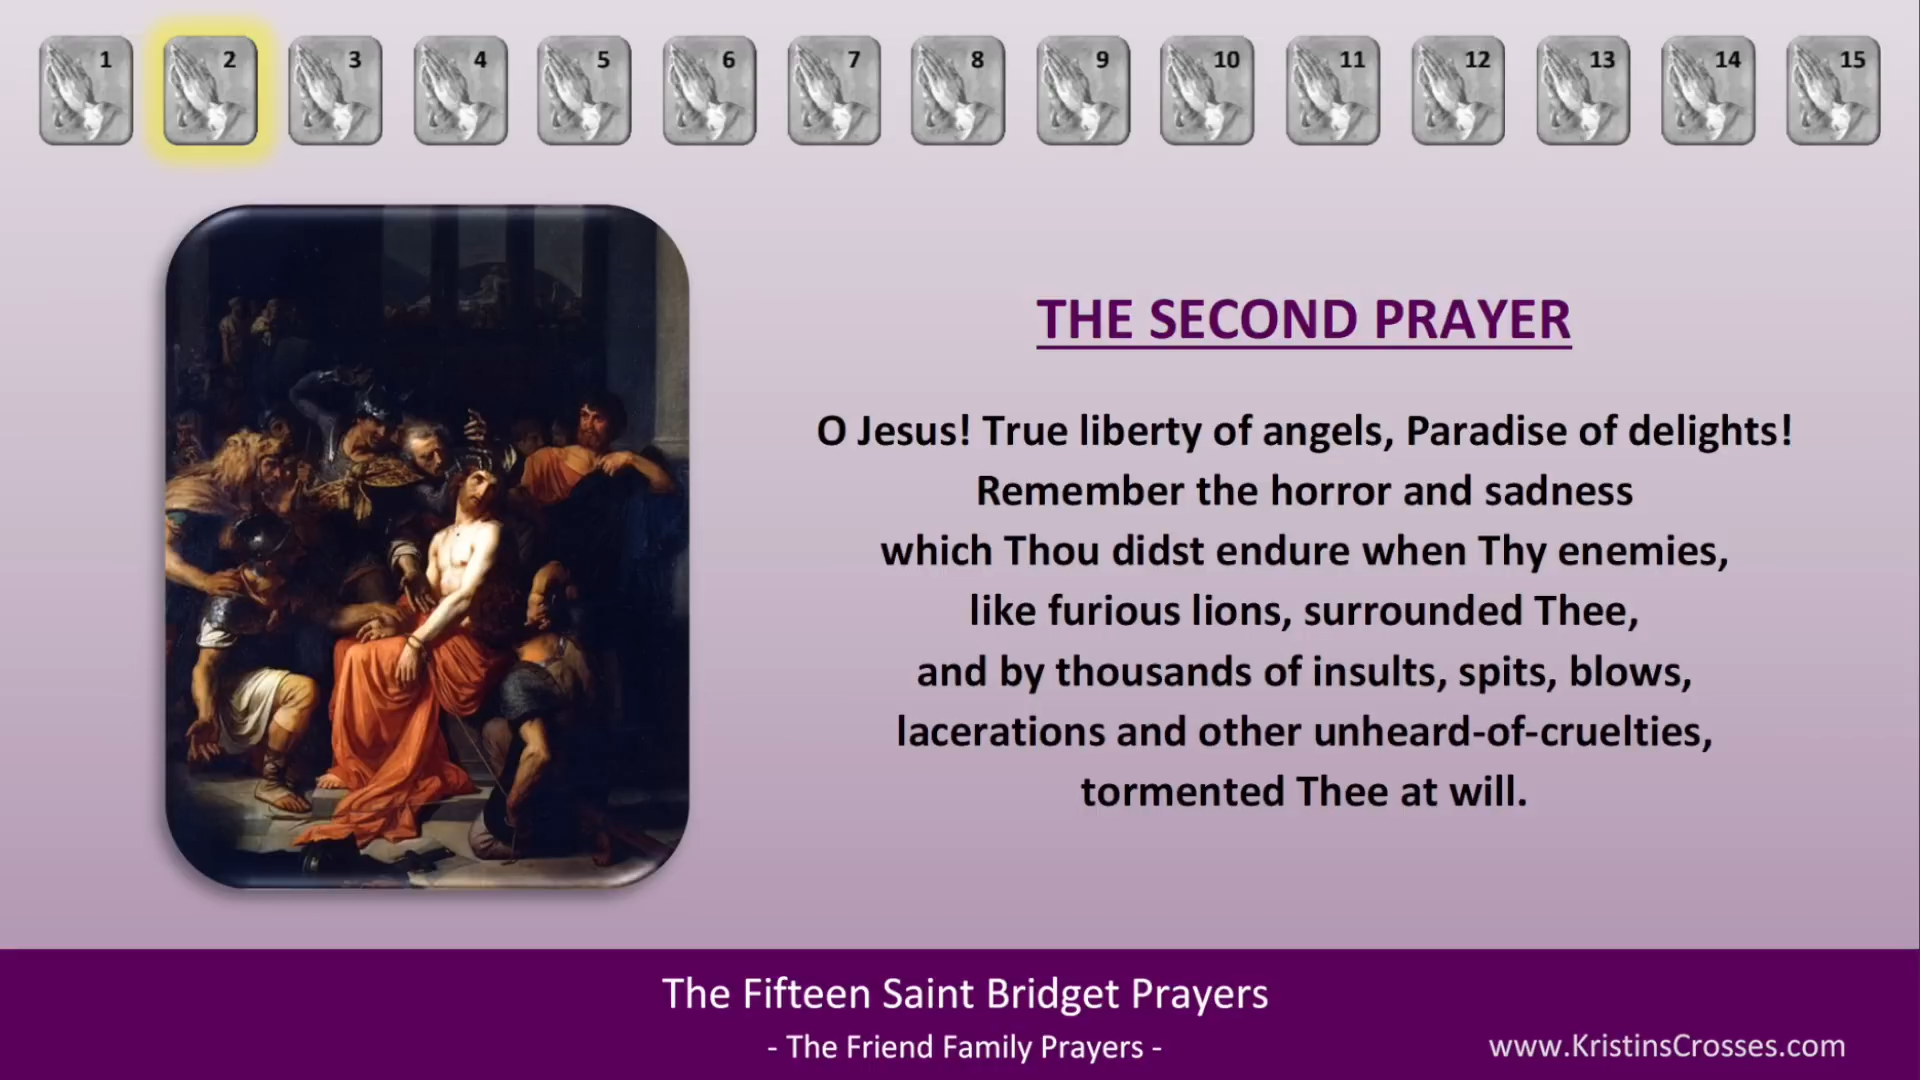 1 2 3 4 5 6 7 8 9 10 11 12 13 14 15
THE SECOND PRAYER
O Jesus! True liberty of angels, Paradise of delights!
Remember the horror and sadness
which Thou didst endure when Thy enemies,
like furious lions, surrounded Thee,
and by thousands of insults, spits, blows,
lacerations and other unheard-of-cruelties,
tormented Thee at will.
The Fifteen Saint Bridget Prayers
- The Friend Family Prayers -
www.KristinsCrosses.com